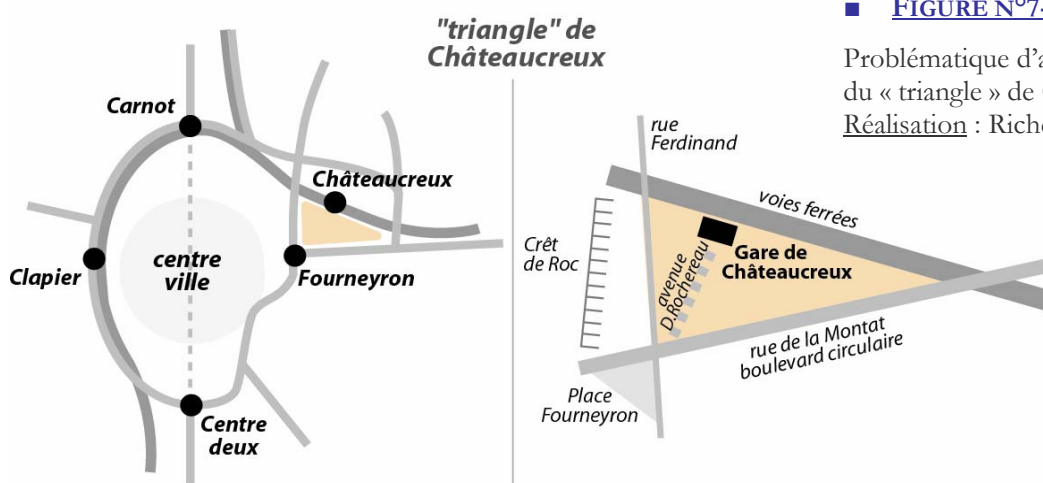 "triangle" de
Châteaucreux
■ FIGURE N°7-
Problématique
du « triangle » de
Réalisation :
Carnot
Châteaucreux
Clapier
centre
ville
Fourneyron
Centre
deux
rue
Ferdinand
voies ferrées
Crêt
de Roc
avenue
D.Rochereau
Gare de
Châteaucreux
rue de la Montat
boulevard circulaire
Place
Fourneyron